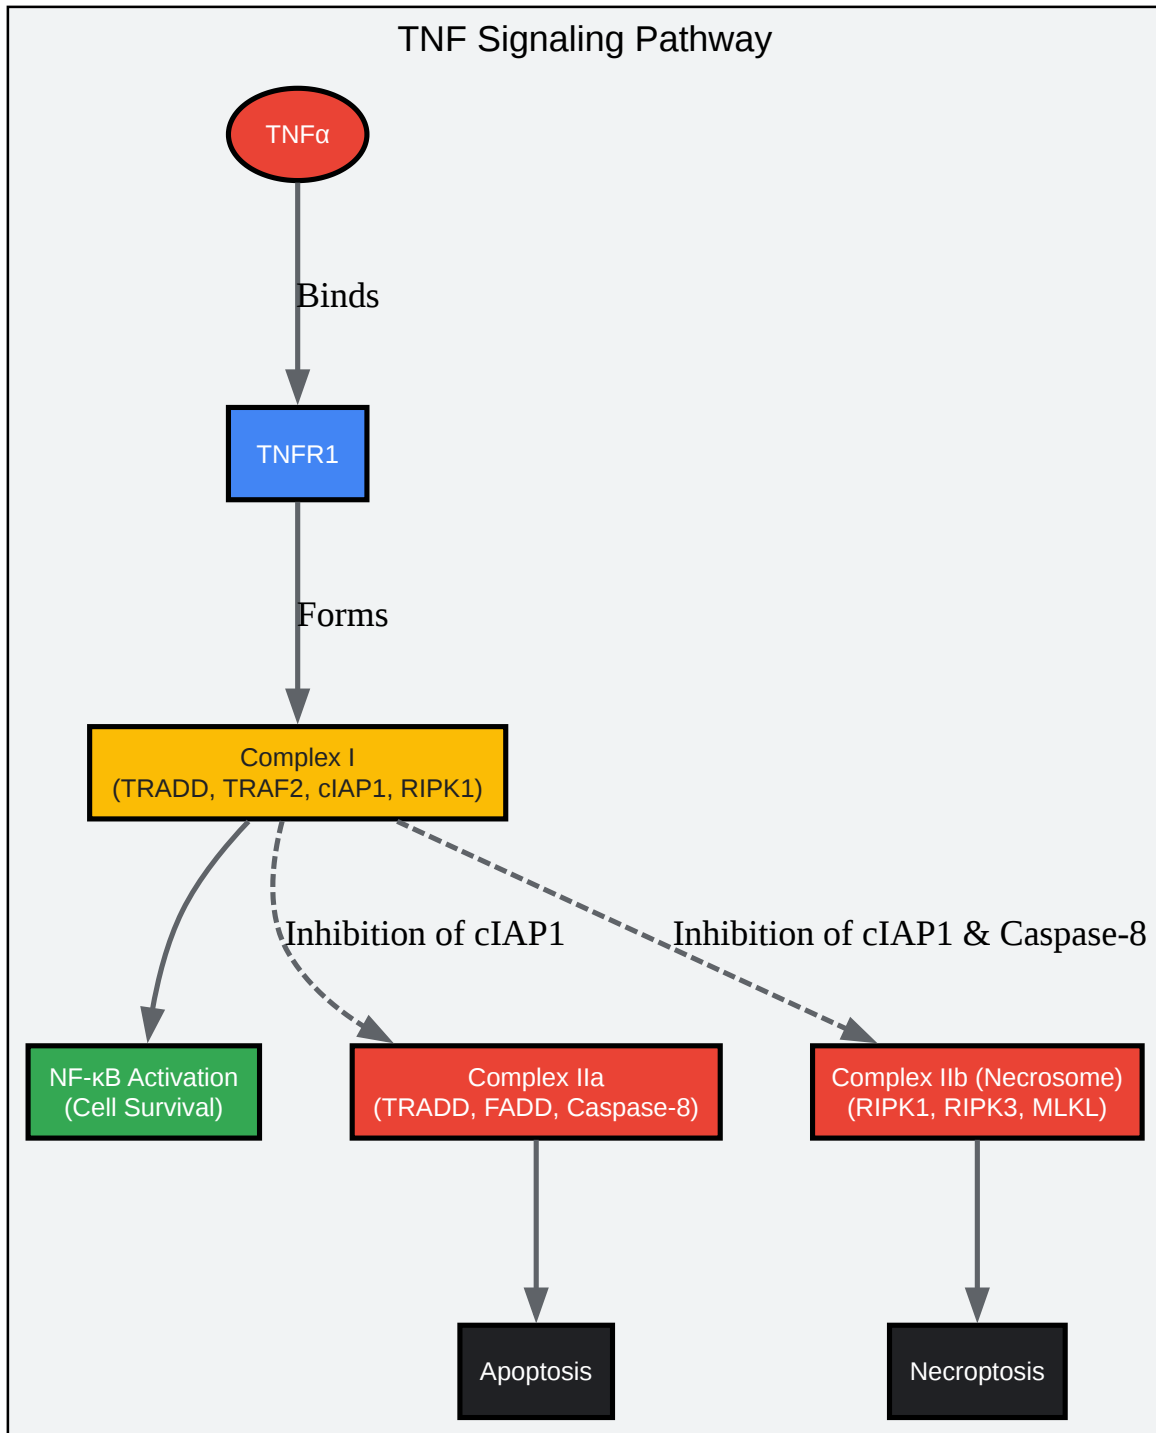 TNF Signaling Pathway
TNFα
Binds
TNFR1
Forms
Complex I
(TRADD, TRAF2, cIAP1, RIPK1)
Inhibition of cIAP1
Inhibition of cIAP1 & Caspase-8
NF-κB Activation
(Cell Survival)
Complex IIa
(TRADD, FADD, Caspase-8)
Complex IIb (Necrosome)
(RIPK1, RIPK3, MLKL)
Apoptosis
Necroptosis